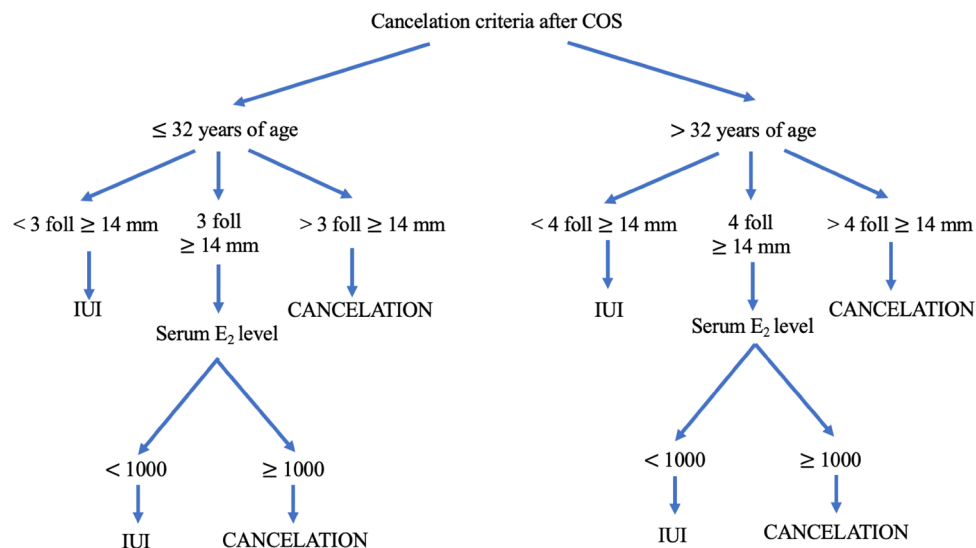 Cancelation criteria after COS
≤ 32 years of age
> 32 years of age
< 3 foll ≥ 14 mm
3 foll
≥ 14 mm
> 3 foll ≥ 14 mm
< 4 foll ≥ 14 mm
4 foll
≥ 14 mm
> 4 foll ≥ 14 mm
IUI
CANCELATION
IUI
CANCELATION
Serum E₂ level
Serum E₂ level
< 1000
≥ 1000
< 1000
≥ 1000
IUI
CANCELATION
IUI
CANCELATION